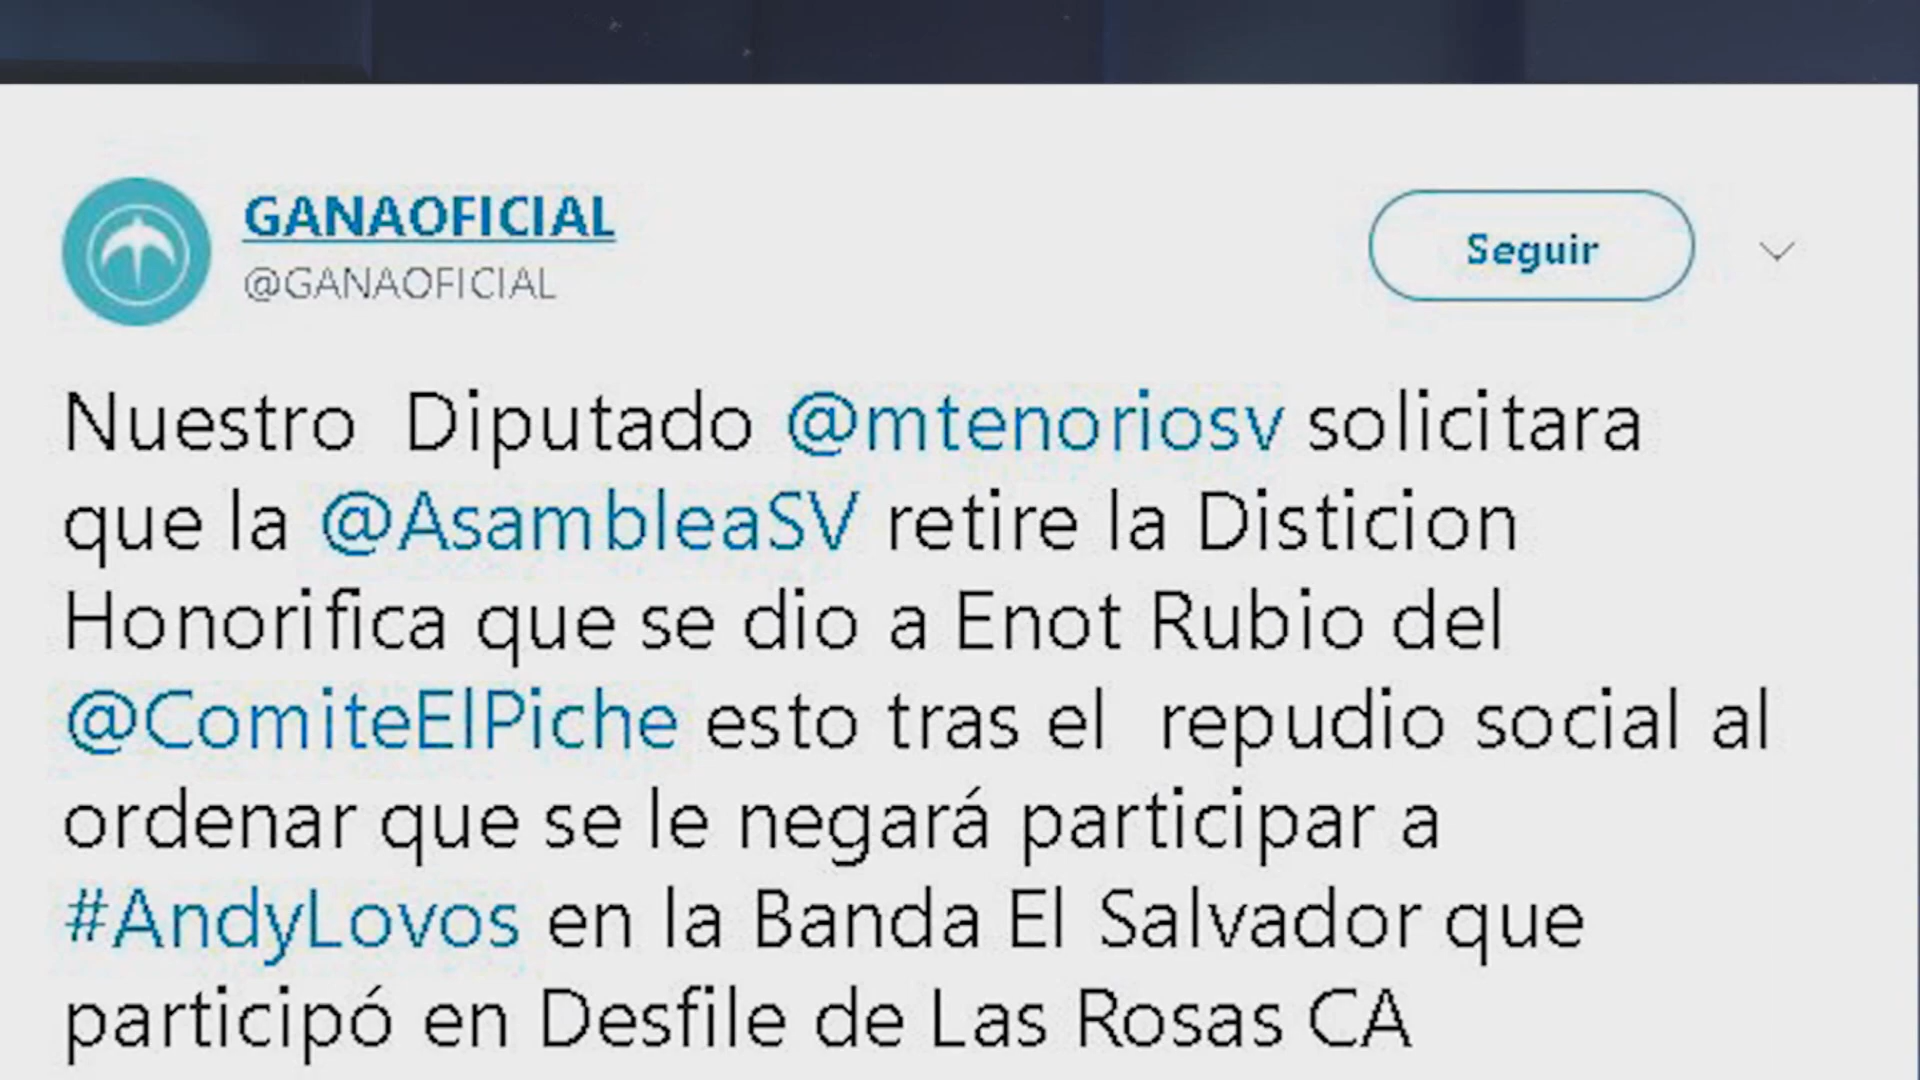 GANAOFICIAL
@GANAOFICIAL
Seguir
Nuestro Diputado @mtenoriosv solicitara
que la @AsambleaSV retire la Disticion
Honorifica que se dio a Enot Rubio del
@ComiteElPiche esto tras el repudio social al
ordenar que se le negará participar a
#AndyLovos en la Banda El Salvador que
participó en Desfile de Las Rosas CA